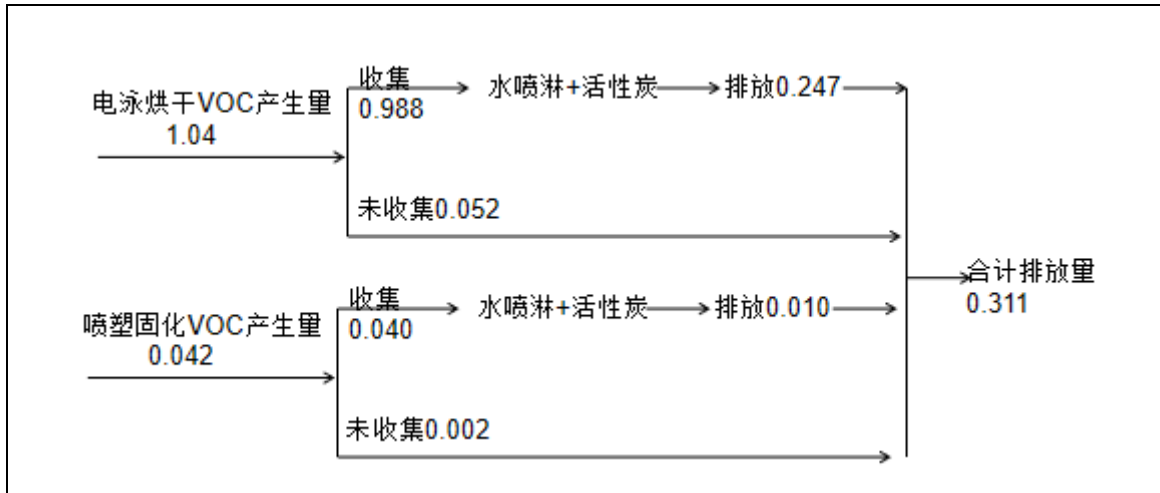 电泳烘干VOC产生量
1.04
收集
0.988
水喷淋+活性炭
排放0.247
未收集0.052
喷塑固化VOC产生量
0.042
收集
0.040
水喷淋+活性炭
排放0.010
未收集0.002
合计排放量
0.311